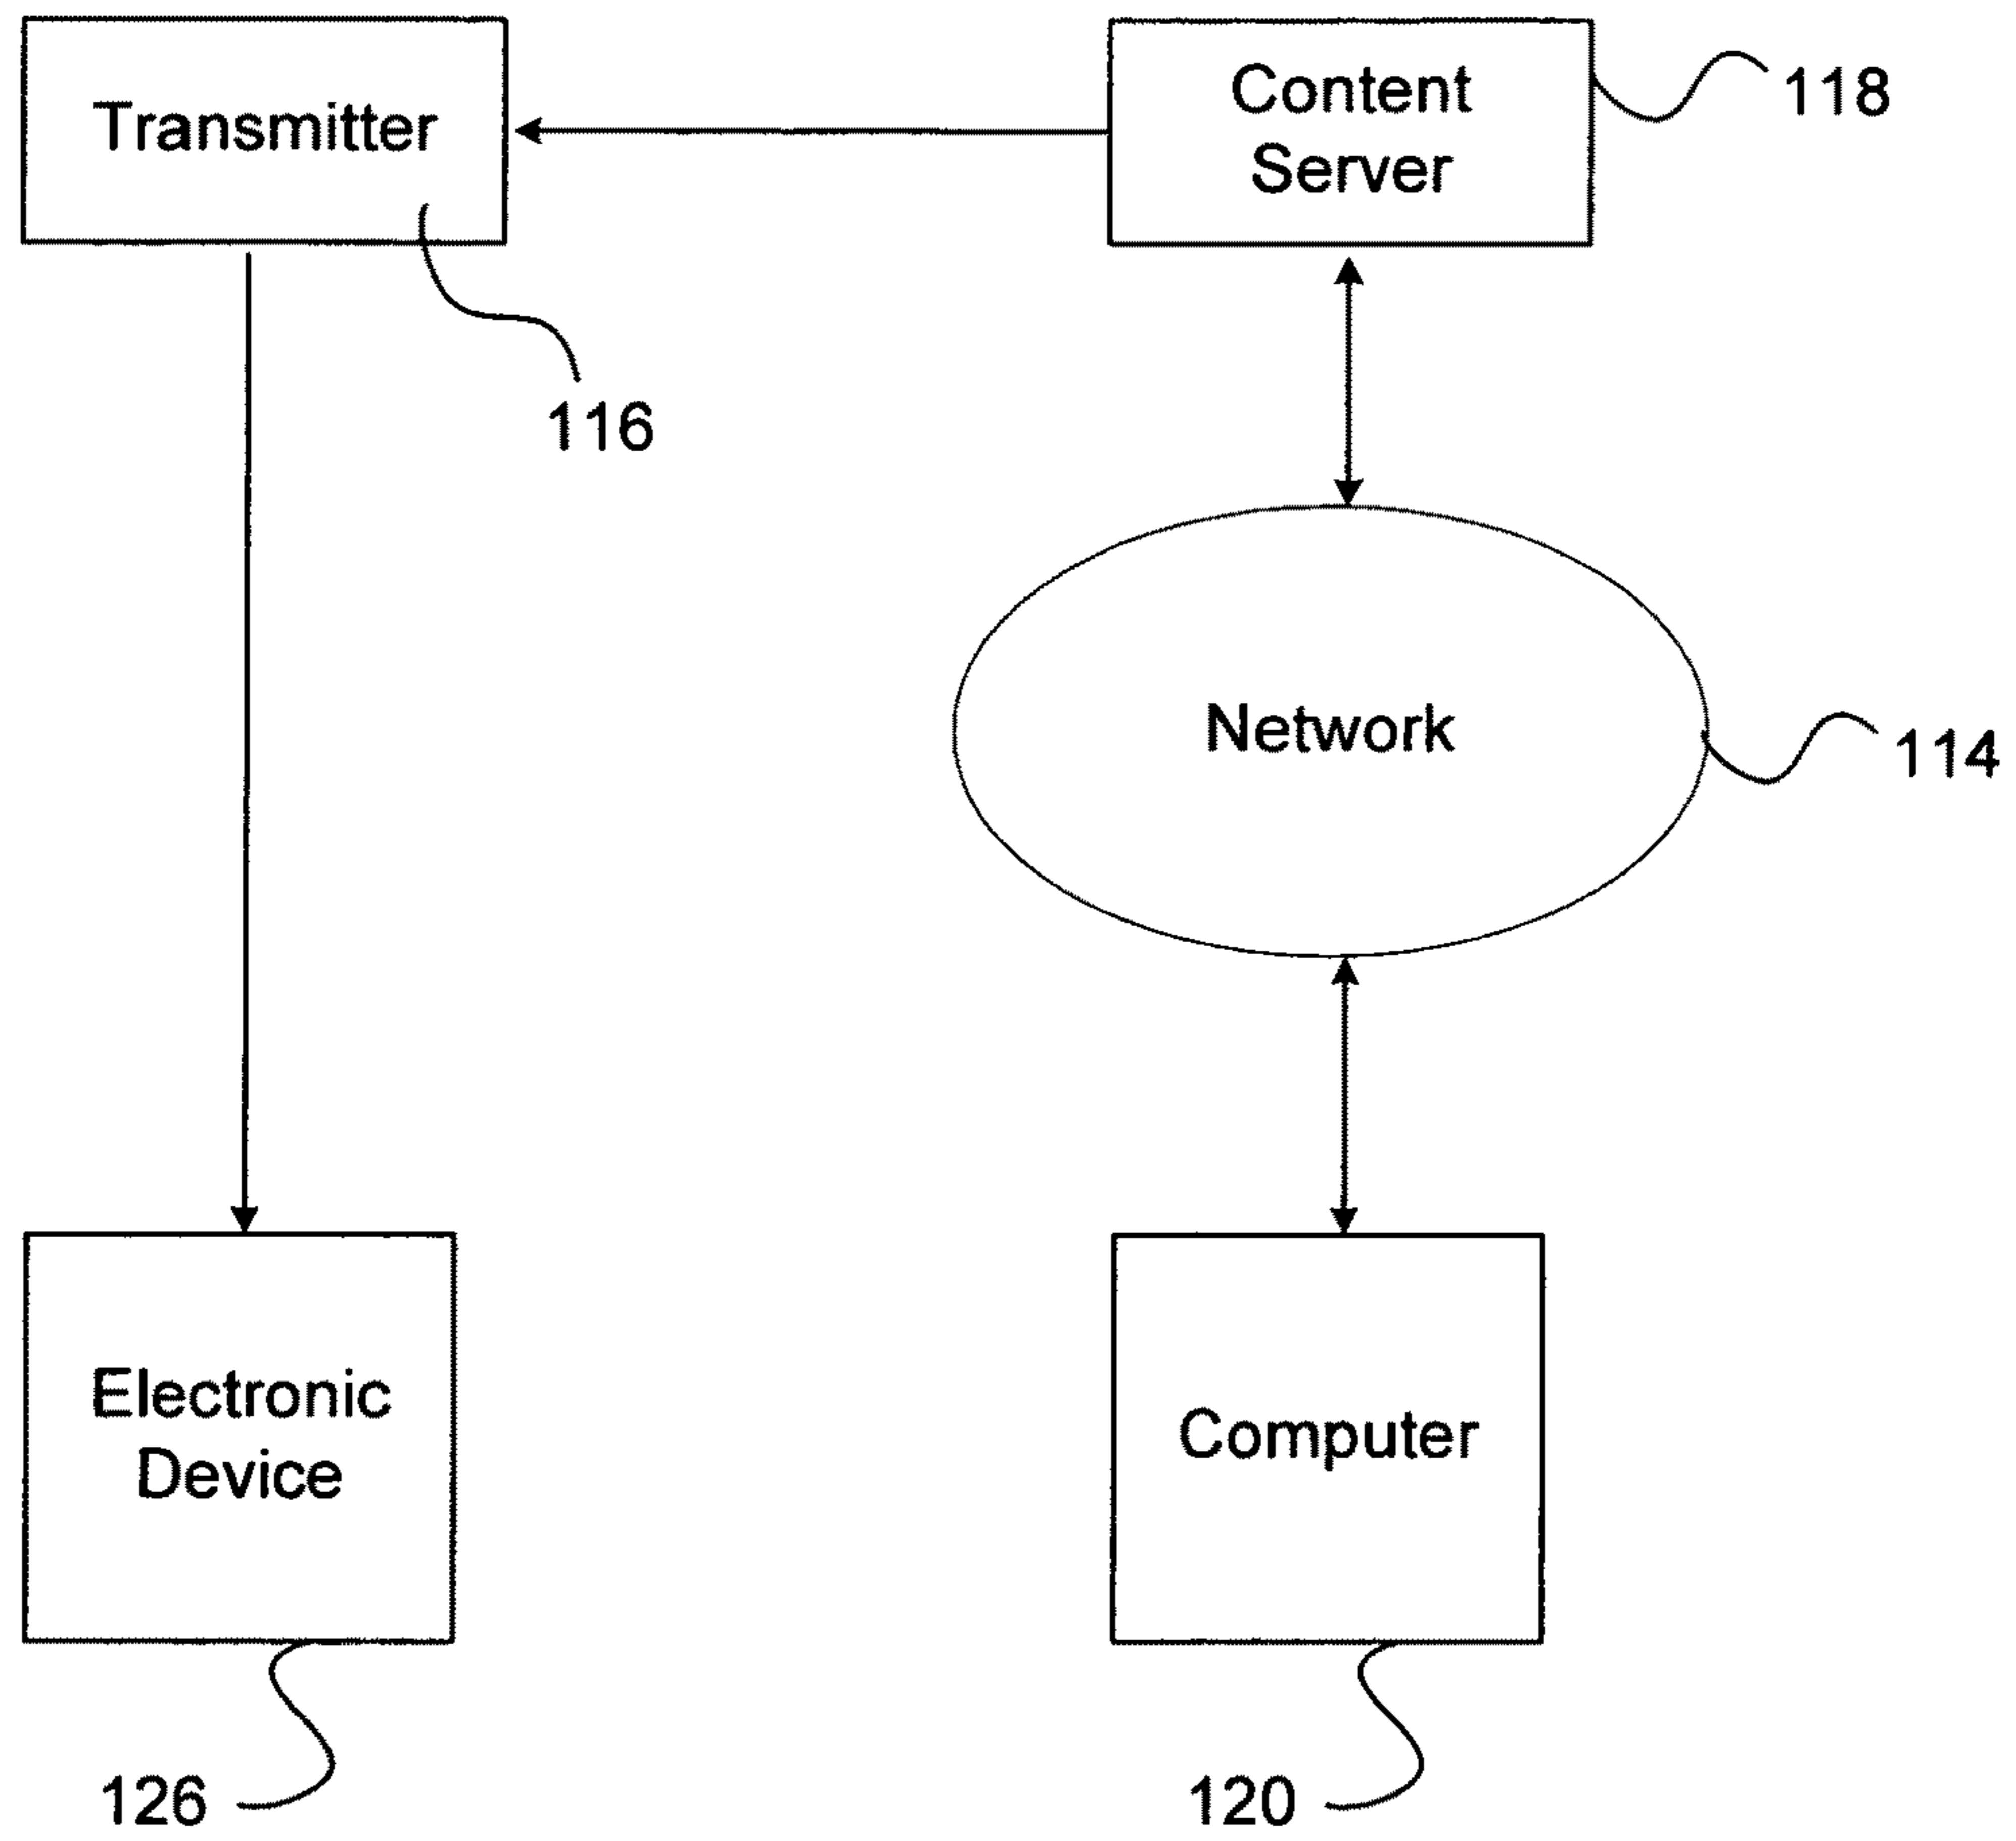 Transmitter
Content
Server
118
116
Network
114
Electronic
Device
Computer
126
120